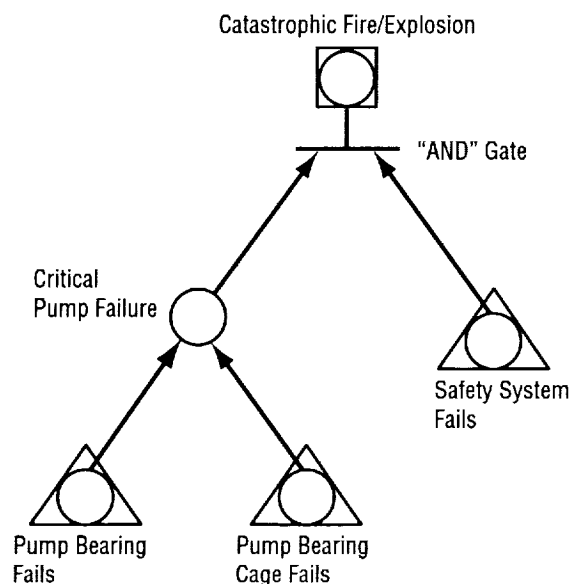 Catastrophic Fire/Explosion
“AND” Gate
Critical
Pump Failure
Safety System
Fails
Pump Bearing
Fails
Pump Bearing
Cage Fails